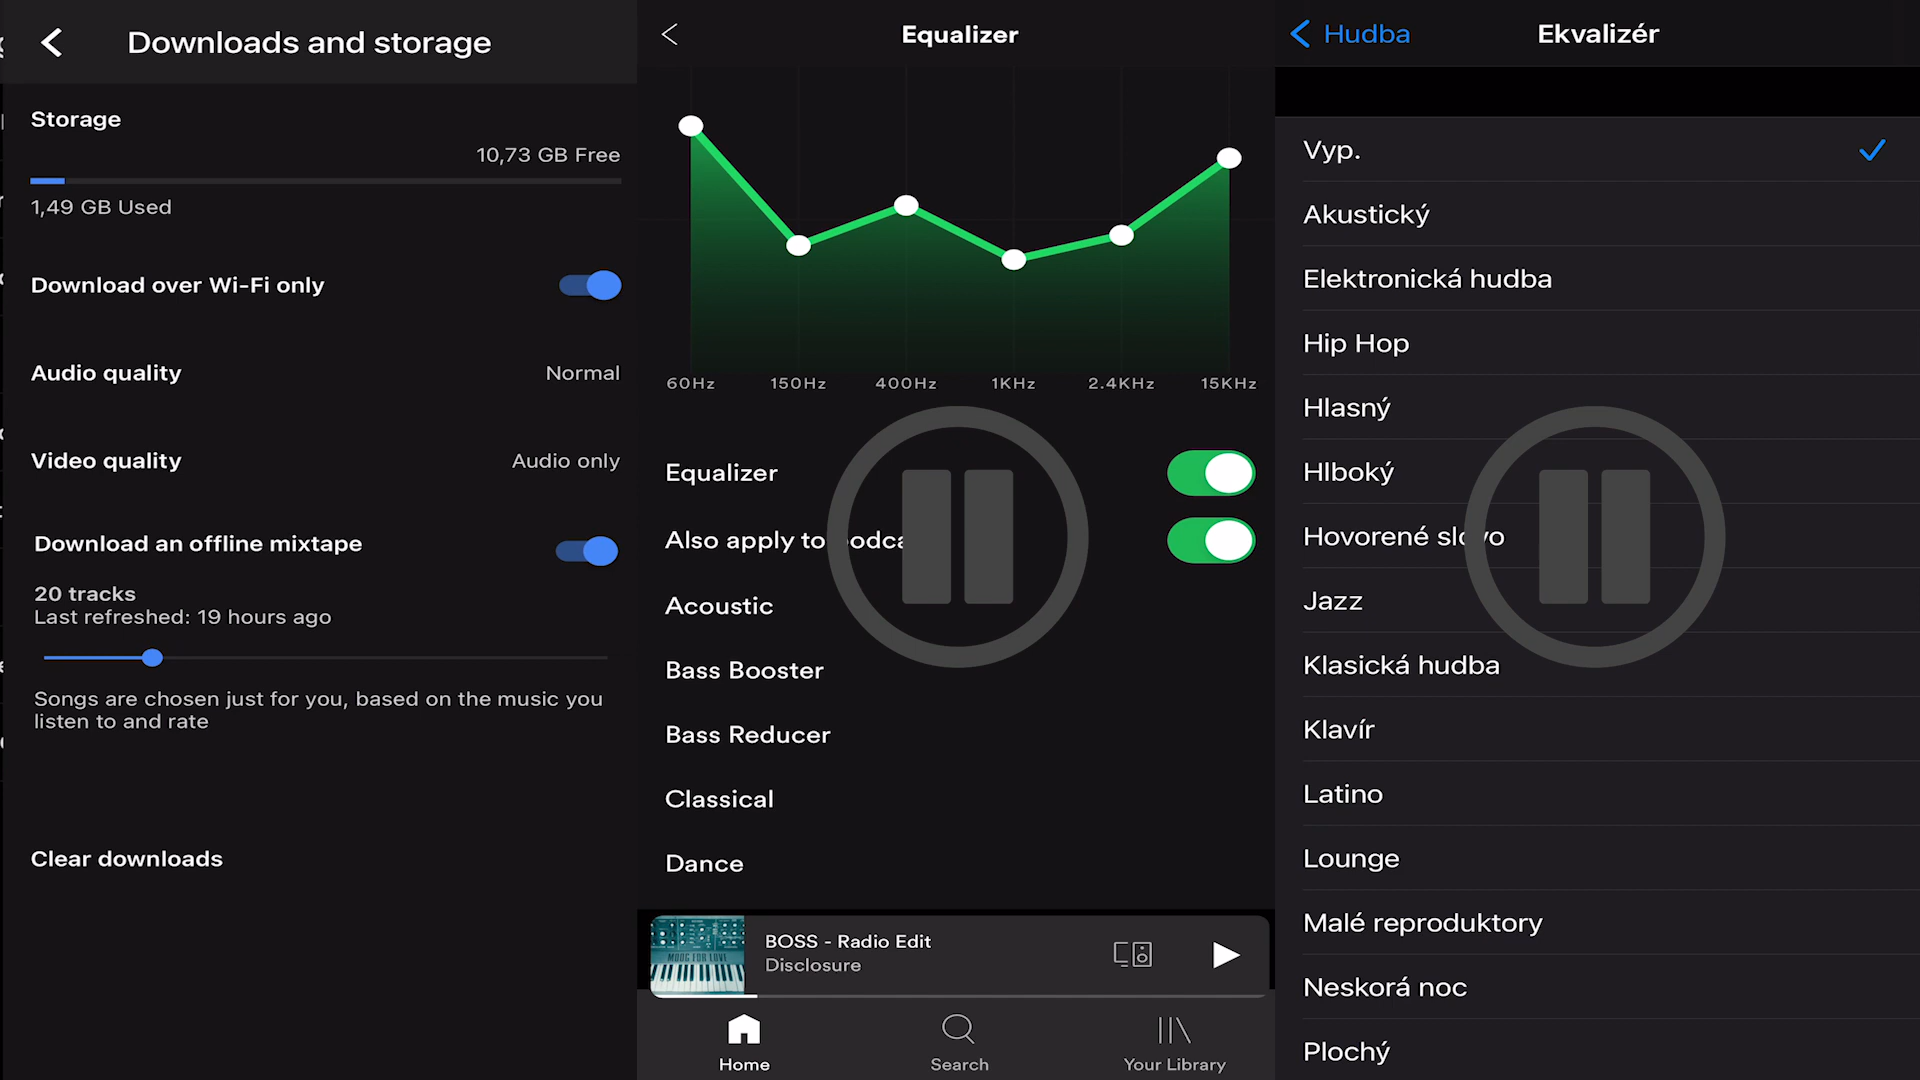 Downloads and storage
Storage
10,73 GB Free
1,49 GB Used
Download over Wi-Fi only
Audio quality
Normal
Video quality
Audio only
Download an offline mixtape
20 tracks
Last refreshed: 19 hours ago
Songs are chosen just for you, based on the music you
listen to and rate
Clear downloads
Equalizer
60Hz 150Hz 400Hz 1KHz 2.4KHz 15KHz
Equalizer
Also apply to
Acoustic
Bass Booster
Bass Reducer
Classical
Dance
MOOG FOR LOVE
BOSS - Radio Edit
Disclosure
Home
Search
Your Library
Hudba
Ekvalizér
Vyp.
Akustický
Elektronická hudba
Hip Hop
Hlasný
Hlboký
Hovorené slovo
Jazz
Klasická hudba
Klavír
Latino
Lounge
Malé reproduktory
Neskorá noc
Plochý